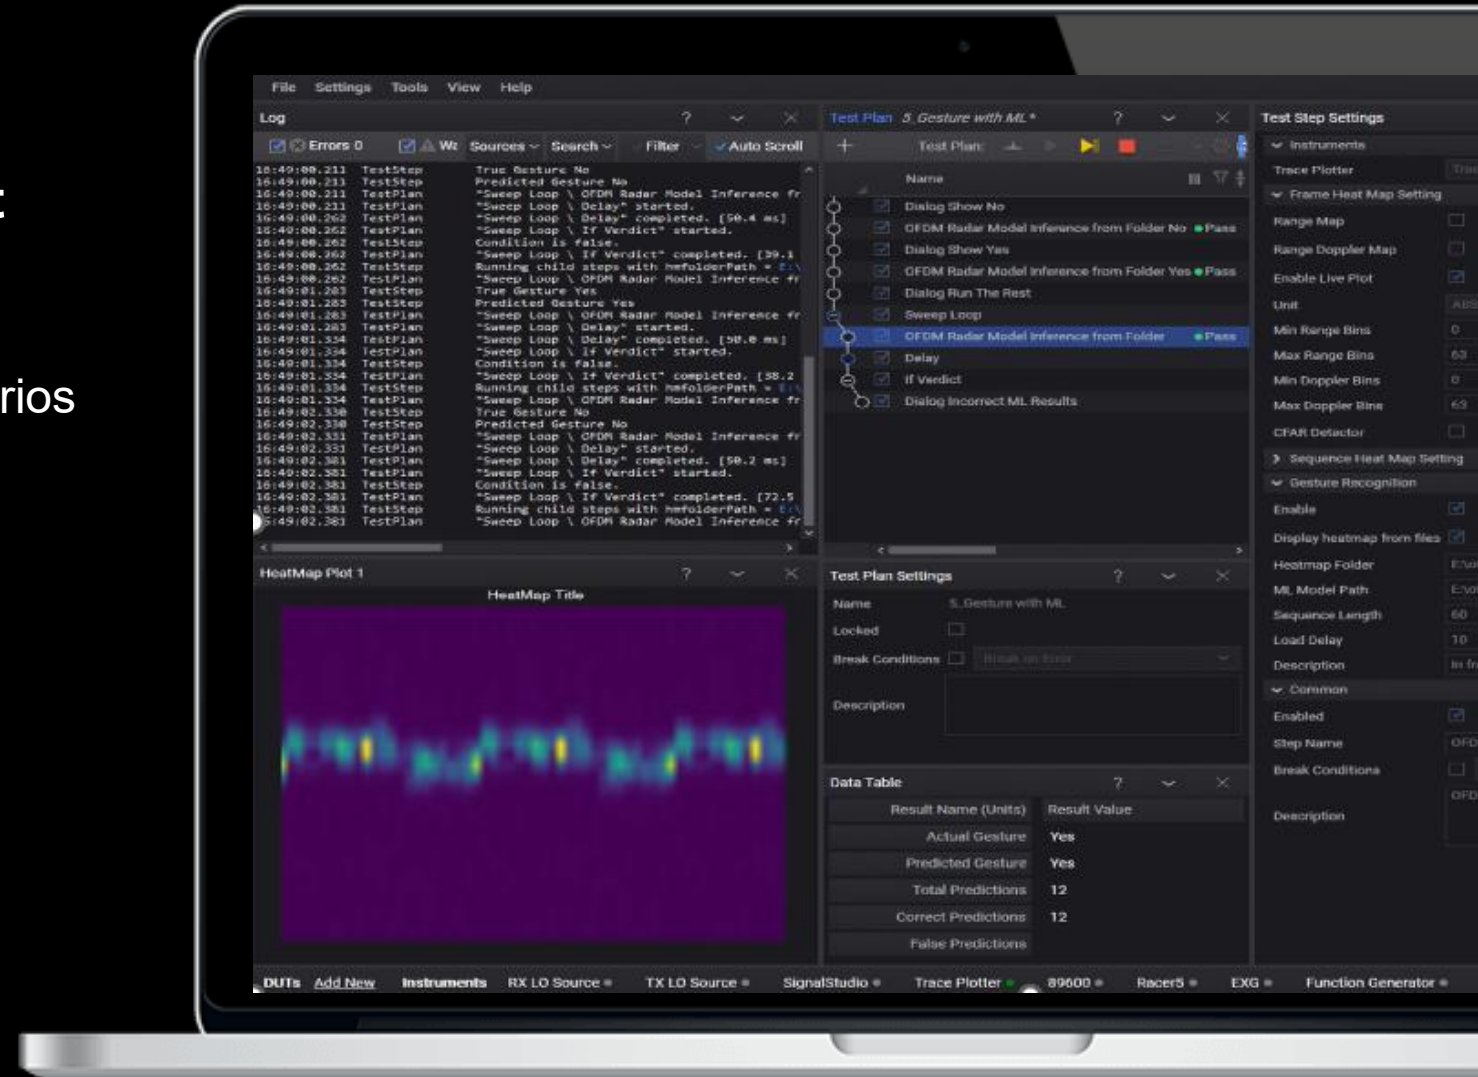 t
rios
File Settings Tools View Help
Log
Errors 0 Wa Sources Search Filter Auto Scroll
16:49:00.211 TestStep True Gesture No
16:49:00.211 TestStep Predicted Gesture No
16:49:00.211 TestPlan "Sweep Loop \ OFDM Radar Model Inference fr
16:49:00.211 TestPlan "Sweep Loop \ Delay" started.
16:49:00.262 TestPlan "Sweep Loop \ Delay" completed. [50.4 ms]
16:49:00.262 TestPlan "Sweep Loop \ If Verdict" started.
16:49:00.262 TestStep Condition is false.
16:49:00.262 TestPlan "Sweep Loop \ If Verdict" completed. [39.1
16:49:00.262 TestStep Running child steps with hmfolderPath = E:\
16:49:00.262 TestPlan "Sweep Loop \ OFDM Radar Model Inference fr
16:49:01.283 TestStep True Gesture Yes
16:49:01.283 TestStep Predicted Gesture Yes
16:49:01.283 TestPlan "Sweep Loop \ OFDM Radar Model Inference fr
16:49:01.283 TestPlan "Sweep Loop \ Delay" started.
16:49:01.334 TestPlan "Sweep Loop \ Delay" completed. [50.0 ms]
16:49:01.334 TestPlan "Sweep Loop \ If Verdict" started.
16:49:01.334 TestStep Condition is false.
16:49:01.334 TestPlan "Sweep Loop \ If Verdict" completed. [38.2
16:49:01.334 TestStep Running child steps with hmfolderPath = E:\
16:49:01.334 TestPlan "Sweep Loop \ OFDM Radar Model Inference fr
16:49:02.330 TestStep True Gesture No
16:49:02.330 TestStep Predicted Gesture No
16:49:02.331 TestPlan "Sweep Loop \ OFDM Radar Model Inference fr
16:49:02.331 TestPlan "Sweep Loop \ Delay" started.
16:49:02.381 TestPlan "Sweep Loop \ Delay" completed. [50.2 ms]
16:49:02.381 TestPlan "Sweep Loop \ If Verdict" started.
16:49:02.381 TestStep Condition is false.
16:49:02.381 TestPlan "Sweep Loop \ If Verdict" completed. [72.5
16:49:02.381 TestStep Running child steps with hmfolderPath = E:\
6:49:02.381 TestPlan "Sweep Loop \ OFDM Radar Model Inference fr
HeatMap Plot 1
HeatMap Title
Test Plan 5_Gesture with ML*
Test Plan:
Name
Dialog Show No
OFDM Radar Model Inference from Folder No Pass
Dialog Show Yes
OFDM Radar Model Inference from Folder Yes Pass
Dialog Run The Rest
Sweep Loop
OFDM Radar Model Inference from Folder Pass
Delay
If Verdict
Dialog Incorrect ML Results
Test Plan Settings
Name 5_Gesture with ML
Locked
Break Conditions Break on Error
Description
Data Table
Result Name (Units) Result Value
Actual Gesture Yes
Predicted Gesture Yes
Total Predictions 12
Correct Predictions 12
False Predictions
Test Step Settings
Instruments
Trace Plotter Trac
Frame Heat Map Setting
Range Map
Range Doppler Map
Enable Live Plot
Unit ABS
Min Range Bins 0
Max Range Bins 63
Min Doppler Bins 0
Max Doppler Bins 63
CFAR Detector
Sequence Heat Map Setting
Gesture Recognition
Enable
Display heatmap from files
Heatmap Folder
ML Model Path
Sequence Length 60
Load Delay 10
Description
Common
Enabled
Step Name OFD
Break Conditions
Description OFD
DUTs Add New Instruments RX LO Source TX LO Source SignalStudio Trace Plotter 89600 Racer5 EXG Function Generator